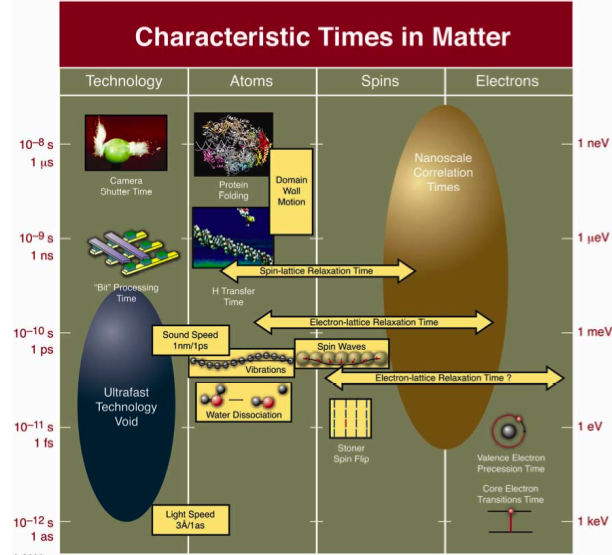 Characteristic Times in Matter
Technology
Atoms
Spins
Electrons
10⁻⁸ s
1 μs
10⁻⁹ s
1 ns
10⁻¹⁰ s
1 ps
10⁻¹¹ s
1 fs
10⁻¹² s
1 as
1 neV
1 μeV
1 meV
1 eV
1 keV
Camera
Shutter Time
Protein
Folding
Domain
Wall
Motion
Nanoscale
Correlation
Times
"Bit" Processing
Time
H Transfer
Time
Spin-lattice Relaxation Time
Electron-lattice Relaxation Time
Sound Speed
1nm/1ps
Vibrations
Spin Waves
Electron-lattice Relaxation Time ?
Ultrafast
Technology
Void
Water Dissociation
Stoner
Spin Flip
Valence Electron
Precession Time
Core Electron
Transitions Time
Light Speed
3Å/1as